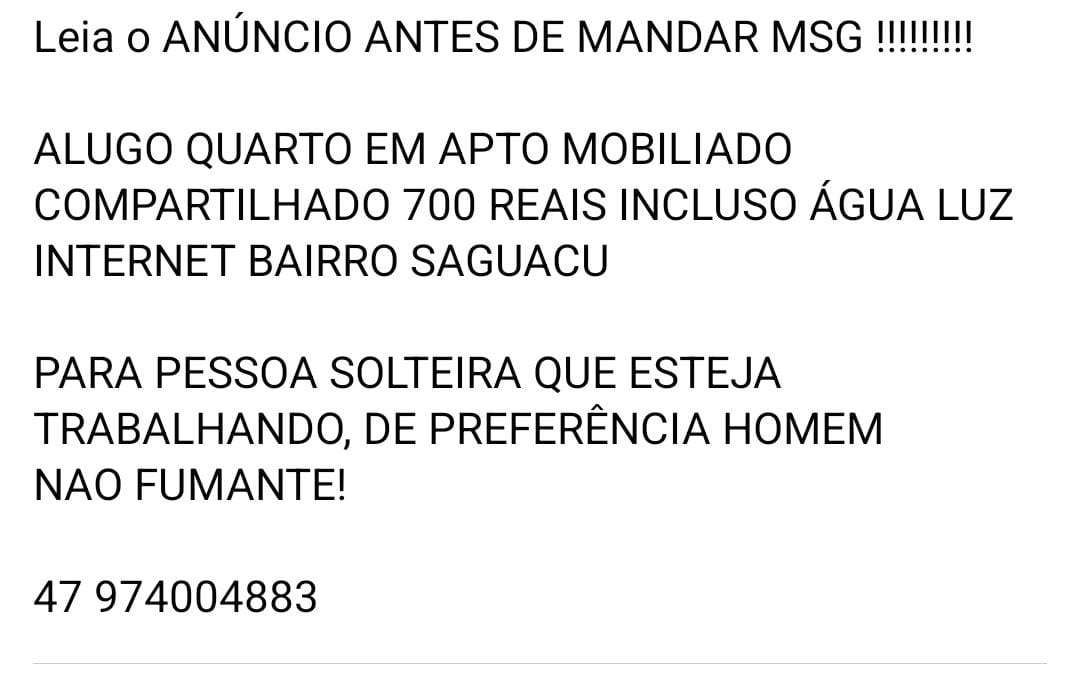 Leia o ANÚNCIO ANTES DE MANDAR MSG !!!!!!!!!
ALUGO QUARTO EM APTO MOBILIADO
COMPARTILHADO 700 REAIS INCLUSO ÁGUA LUZ
INTERNET BAIRRO SAGUACU
PARA PESSOA SOLTEIRA QUE ESTEJA
TRABALHANDO, DE PREFERÊNCIA HOMEM
NAO FUMANTE!
47 974004883